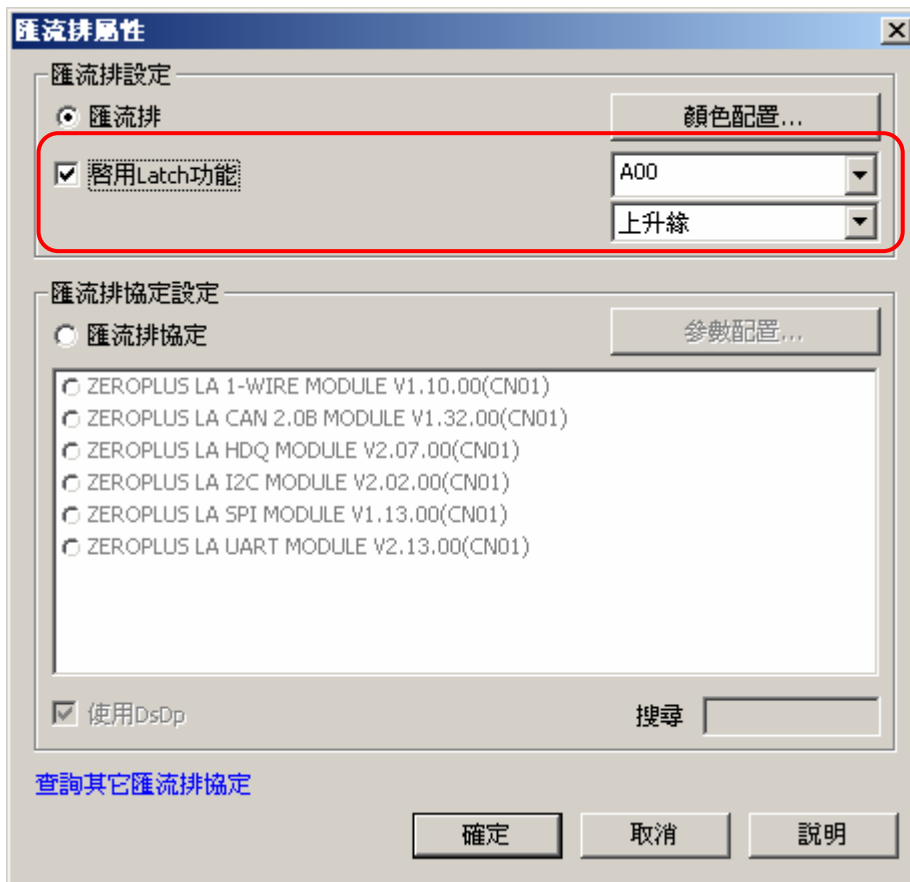 匯流排屬性
匯流排設定
匯流排
顏色配置...
啓用Latch功能
A00
上升緣
匯流排協定設定
匯流排協定
參數配置...
ZEROPLUS LA 1-WIRE MODULE V1.10.00(CN01)
ZEROPLUS LA CAN 2.0B MODULE V1.32.00(CN01)
ZEROPLUS LA HDQ MODULE V2.07.00(CN01)
ZEROPLUS LA I2C MODULE V2.02.00(CN01)
ZEROPLUS LA SPI MODULE V1.13.00(CN01)
ZEROPLUS LA UART MODULE V2.13.00(CN01)
使用DsDp
搜尋
查詢其它匯流排協定
確定
取消
說明